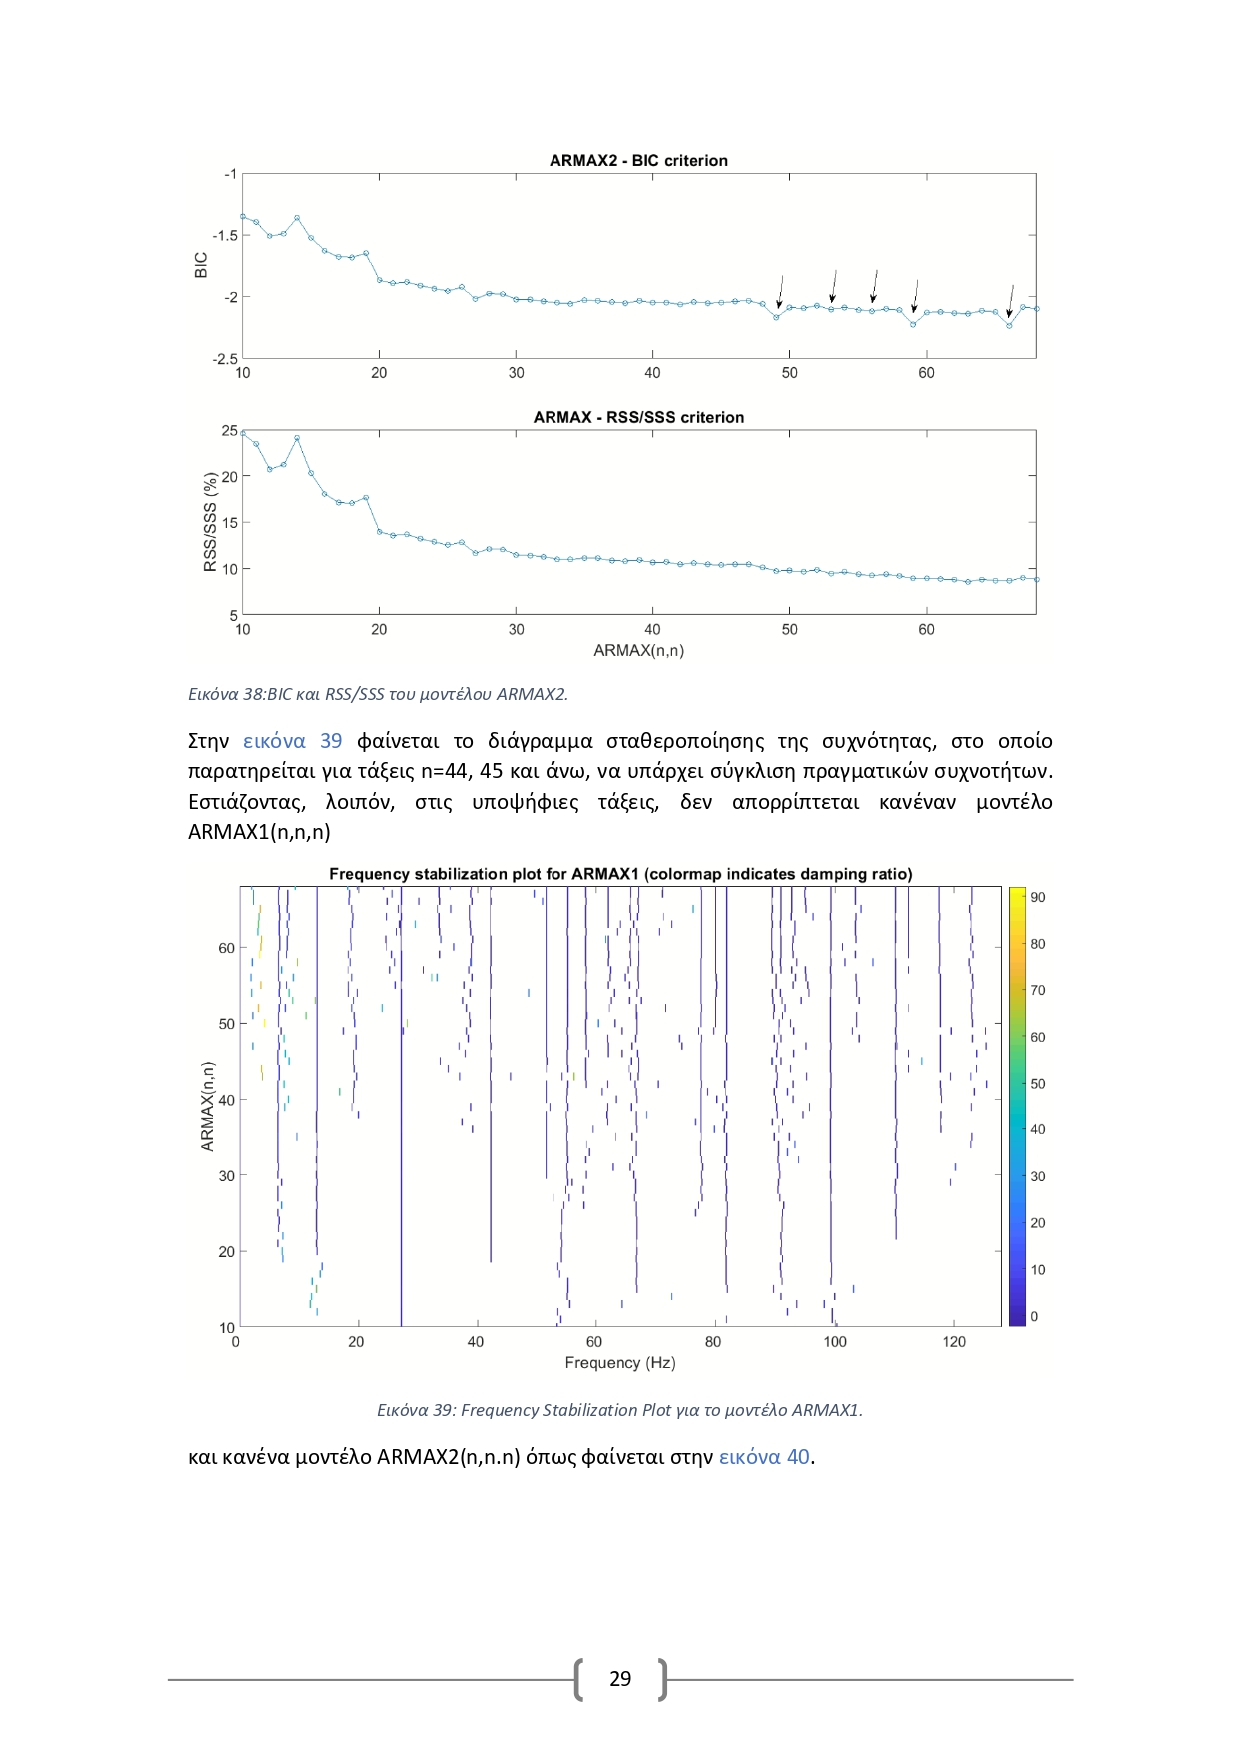 ARMAX2 - BIC criterion
-1
-1.5
-2
-2.5
BIC
10 20 30 40 50 60
ARMAX - RSS/SSS criterion
25
20
15
10
5
RSS/SSS (%)
10 20 30 40 50 60
ARMAX(n,n)
Εικόνα 38:BIC και RSS/SSS του μοντέλου ARMAX2.
Στην εικόνα 39 φαίνεται το διάγραμμα σταθεροποίησης της συχνότητας, στο οποίο
παρατηρείται για τάξεις n=44, 45 και άνω, να υπάρχει σύγκλιση πραγματικών συχνοτήτων.
Εστιάζοντας, λοιπόν, στις υποψήφιες τάξεις, δεν απορρίπτεται κανέναν μοντέλο
ARMAX1(n,n,n)
Frequency stabilization plot for ARMAX1 (colormap indicates damping ratio)
60
50
40
30
20
10
ARMAX(n,n)
0 20 40 60 80 100 120
Frequency (Hz)
90
80
70
60
50
40
30
20
10
0
Εικόνα 39: Frequency Stabilization Plot για το μοντέλο ARMAX1.
και κανένα μοντέλο ARMAX2(n,n.n) όπως φαίνεται στην εικόνα 40.
29